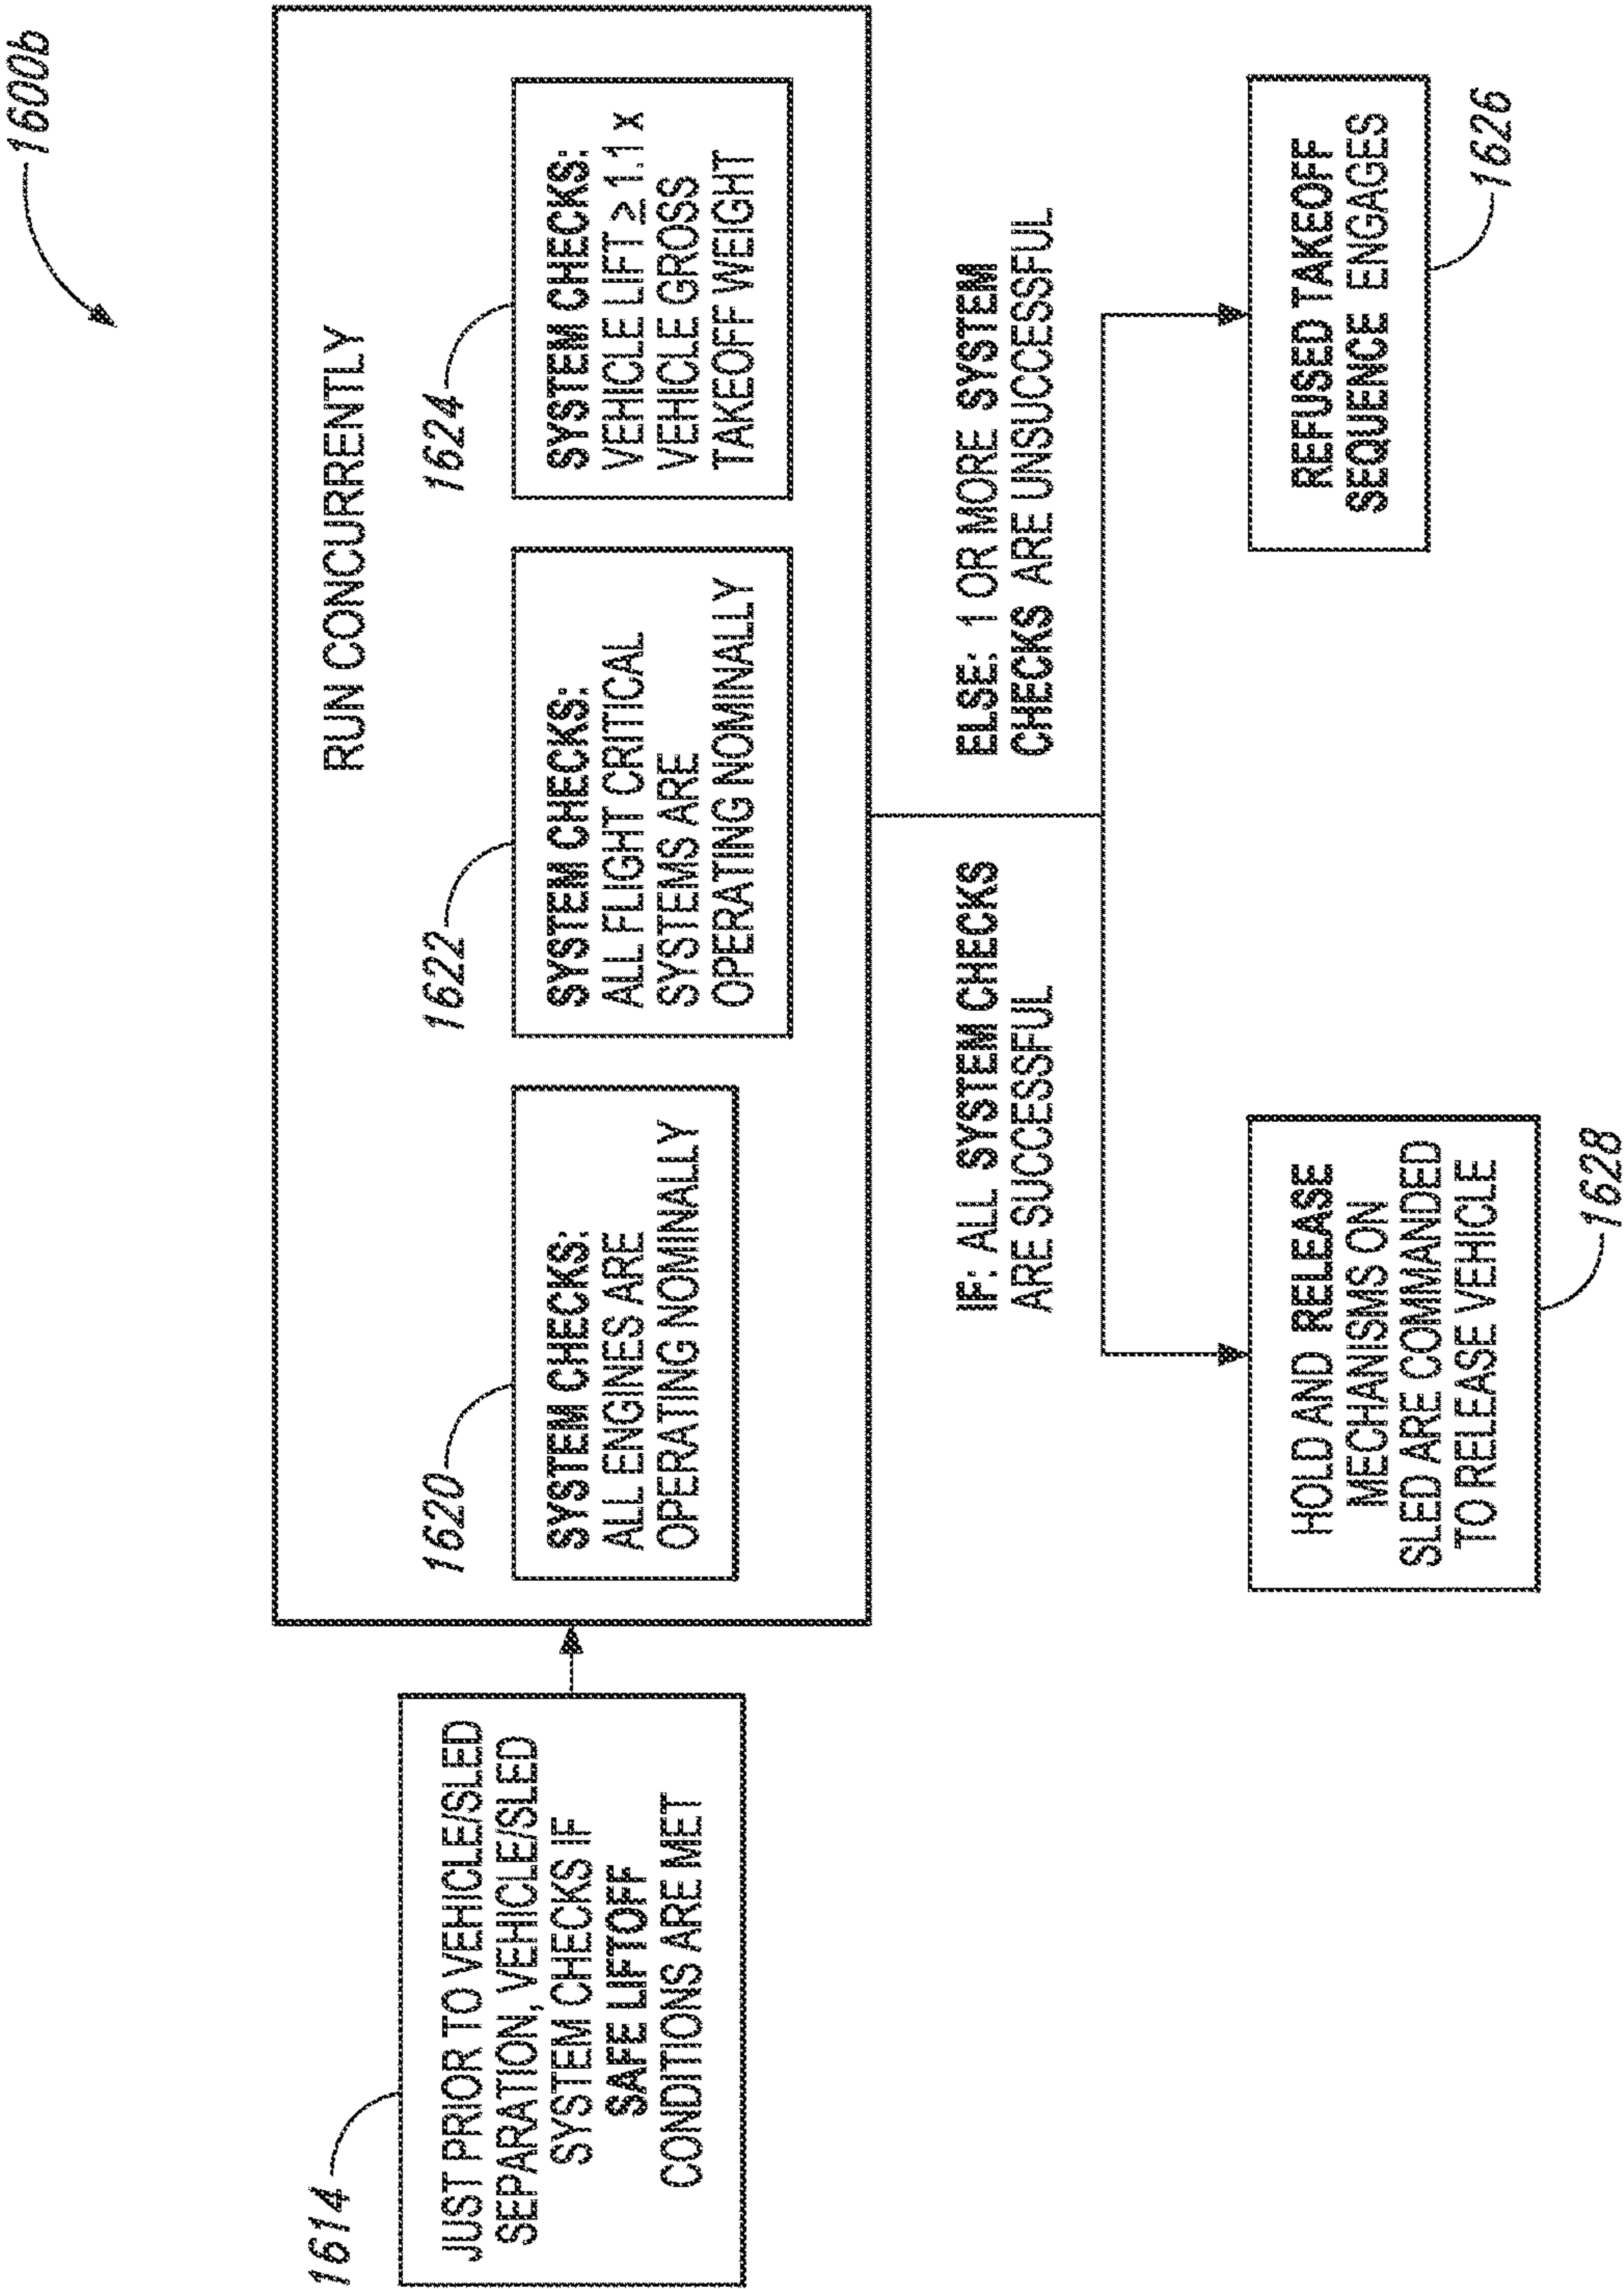 1600b
1614
JUST PRIOR TO VEHICLE/SLED
SEPARATION, VEHICLE/SLED
SYSTEM CHECKS IF
SAFE LIFTOFF
CONDITIONS ARE MET
RUN CONCURRENTLY
1620
SYSTEM CHECKS:
ALL ENGINES ARE
OPERATING NOMINALLY
1622
SYSTEM CHECKS:
ALL FLIGHT CRITICAL
SYSTEMS ARE
OPERATING NOMINALLY
1624
SYSTEM CHECKS:
VEHICLE LIFT ≥ 1.1 x
VEHICLE GROSS
TAKEOFF WEIGHT
IF: ALL SYSTEM CHECKS
ARE SUCCESSFUL
ELSE: 1 OR MORE SYSTEM
CHECKS ARE UNSUCCESSFUL
HOLD AND RELEASE
MECHANISMS ON
SLED ARE COMMANDED
TO RELEASE VEHICLE
1628
REFUSED TAKEOFF
SEQUENCE ENGAGES
1626